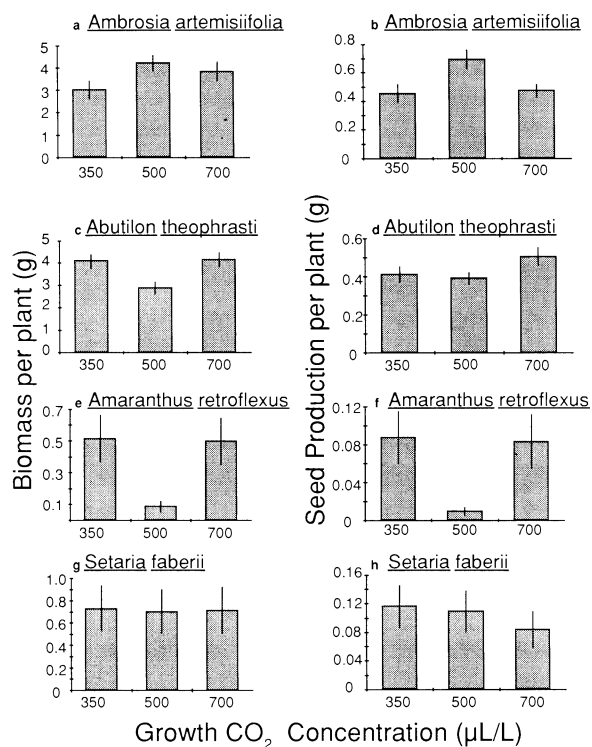 a Ambrosia artemisiifolia
5
4
3
2
1
0
350 500 700
b Ambrosia artemisiifolia
0.8
0.6
0.4
0.2
0
350 500 700
c Abutilon theophrasti
5
4
3
2
1
0
350 500 700
d Abutilon theophrasti
0.6
0.4
0.2
0
350 500 700
e Amaranthus retroflexus
0.7
0.5
0.3
0.1
350 500 700
f Amaranthus retroflexus
0.12
0.08
0.04
0
350 500 700
g Setaria faberii
1.0
0.8
0.6
0.4
0.2
0
350 500 700
h Setaria faberii
0.16
0.12
0.08
0.04
0
350 500 700
Biomass per plant (g)
Seed Production per plant (g)
Growth CO₂ Concentration (µL/L)